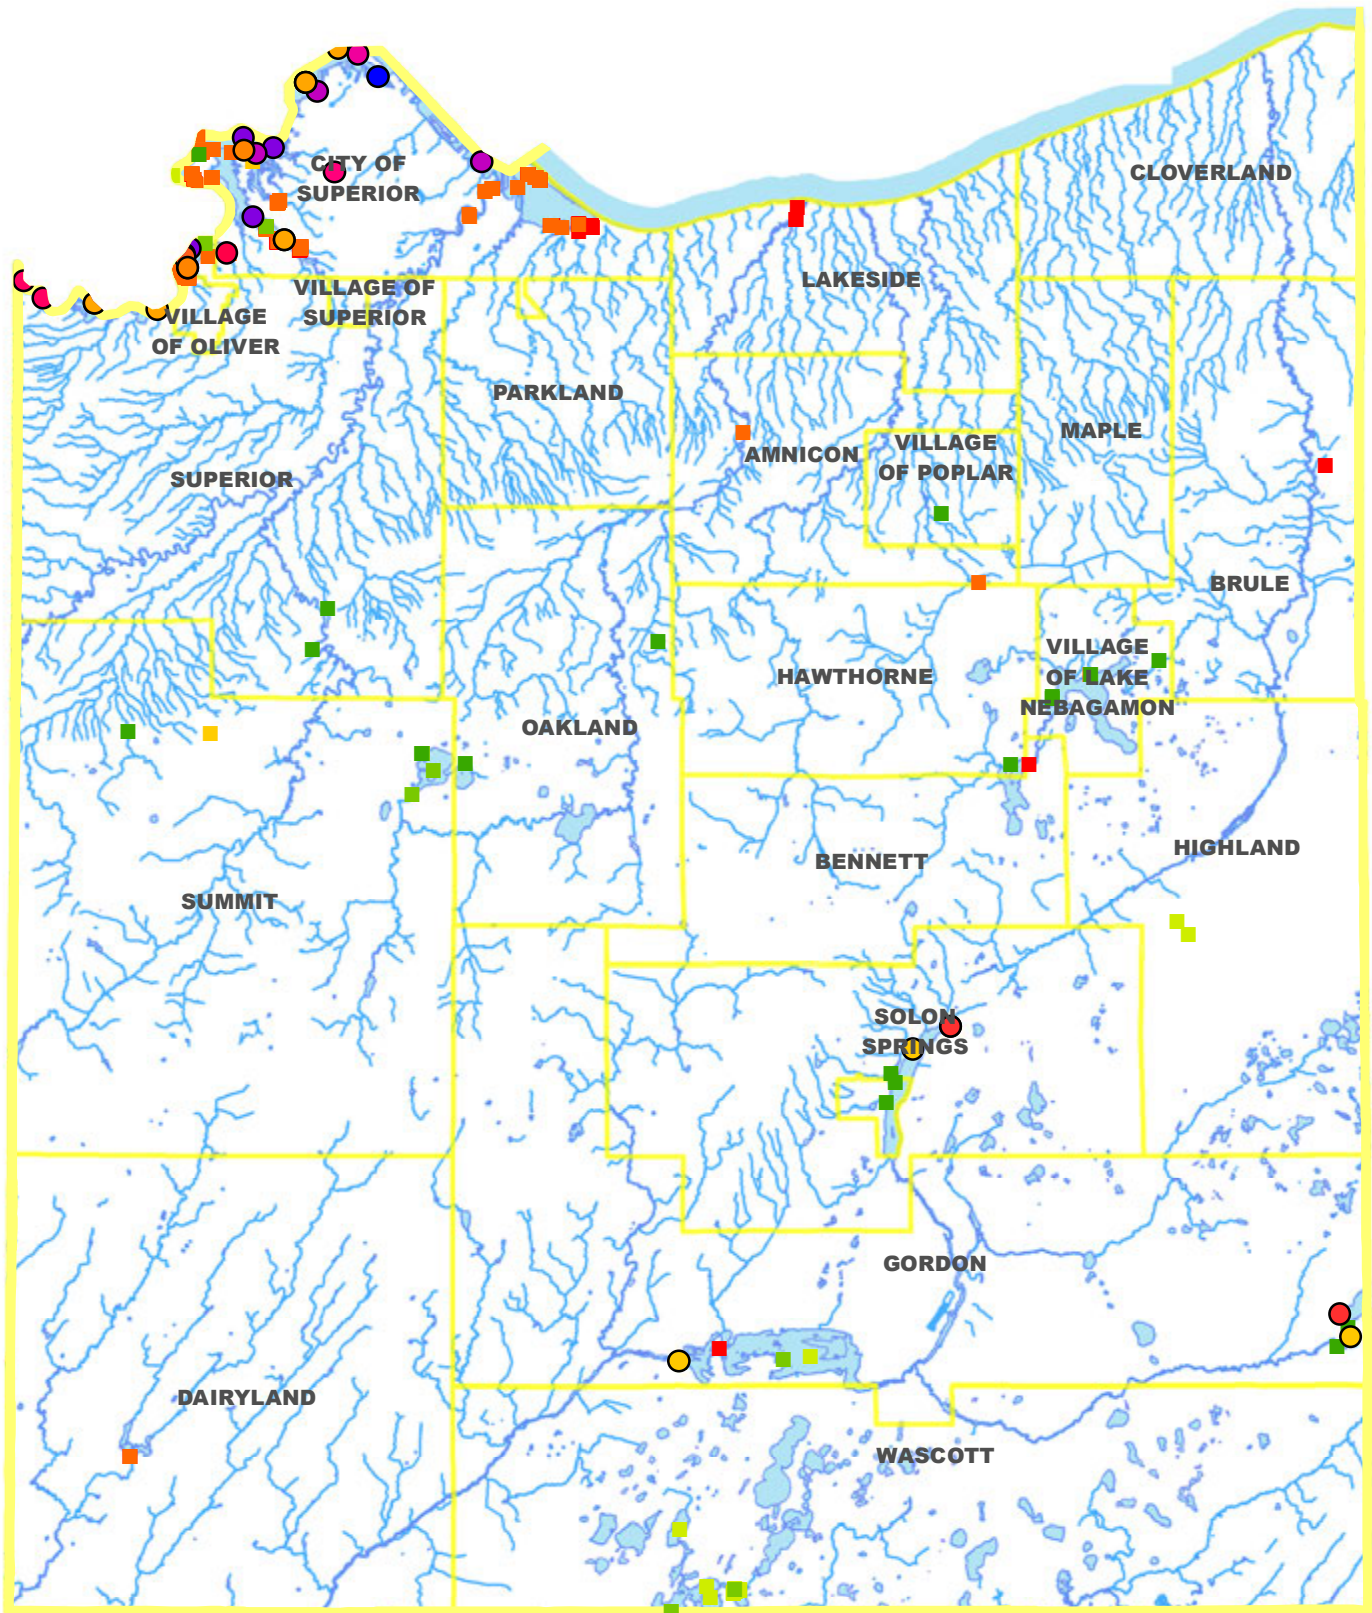 CLOVERLAND
CITY OF
SUPERIOR
LAKESIDE
VILLAGE OF
SUPERIOR
VILLAGE
OF OLIVER
PARKLAND
MAPLE
AMNICON
VILLAGE
OF POPLAR
SUPERIOR
BRULE
VILLAGE
OF LAKE
NEBAGAMON
HAWTHORNE
OAKLAND
HIGHLAND
BENNETT
SUMMIT
SOLON
SPRINGS
GORDON
DAIRYLAND
WASCOTT